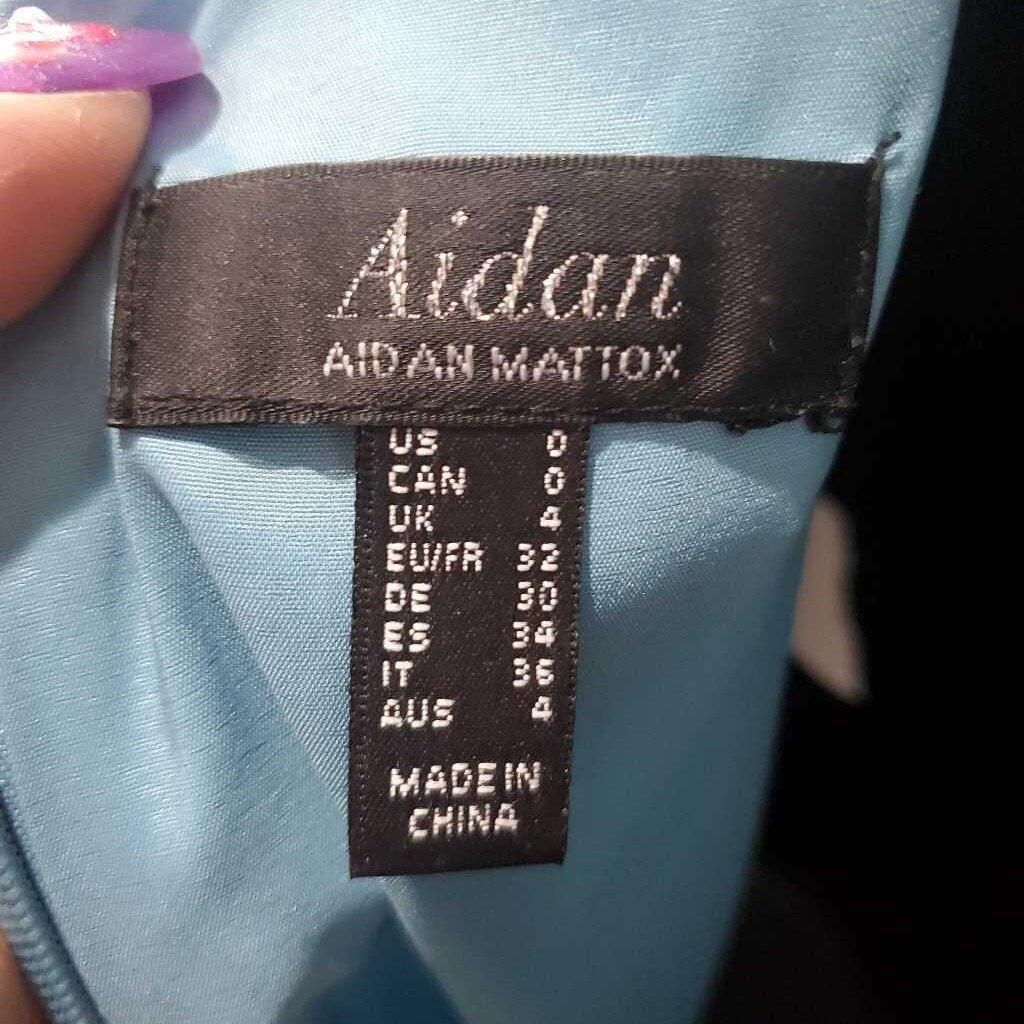 Aidan
AIDAN MATTOX
US 0
CAN 0
UK 4
EU/FR 32
DE 30
ES 34
IT 36
AUS 4
MADE IN
CHINA